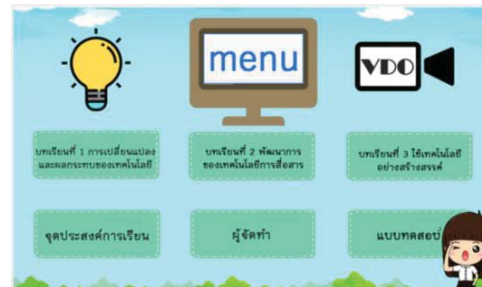 menu
VDO
บทเรียนที่ 1 การเปลี่ยนแปลง
และผลกระทบของเทคโนโลยี
บทเรียนที่ 2 พัฒนาการ
ของเทคโนโลยีการสื่อสาร
บทเรียนที่ 3 ใช้เทคโนโลยี
อย่างสร้างสรรค์
จุดประสงค์การเรียน
ผู้จัดทำ
แบบทดสอบ